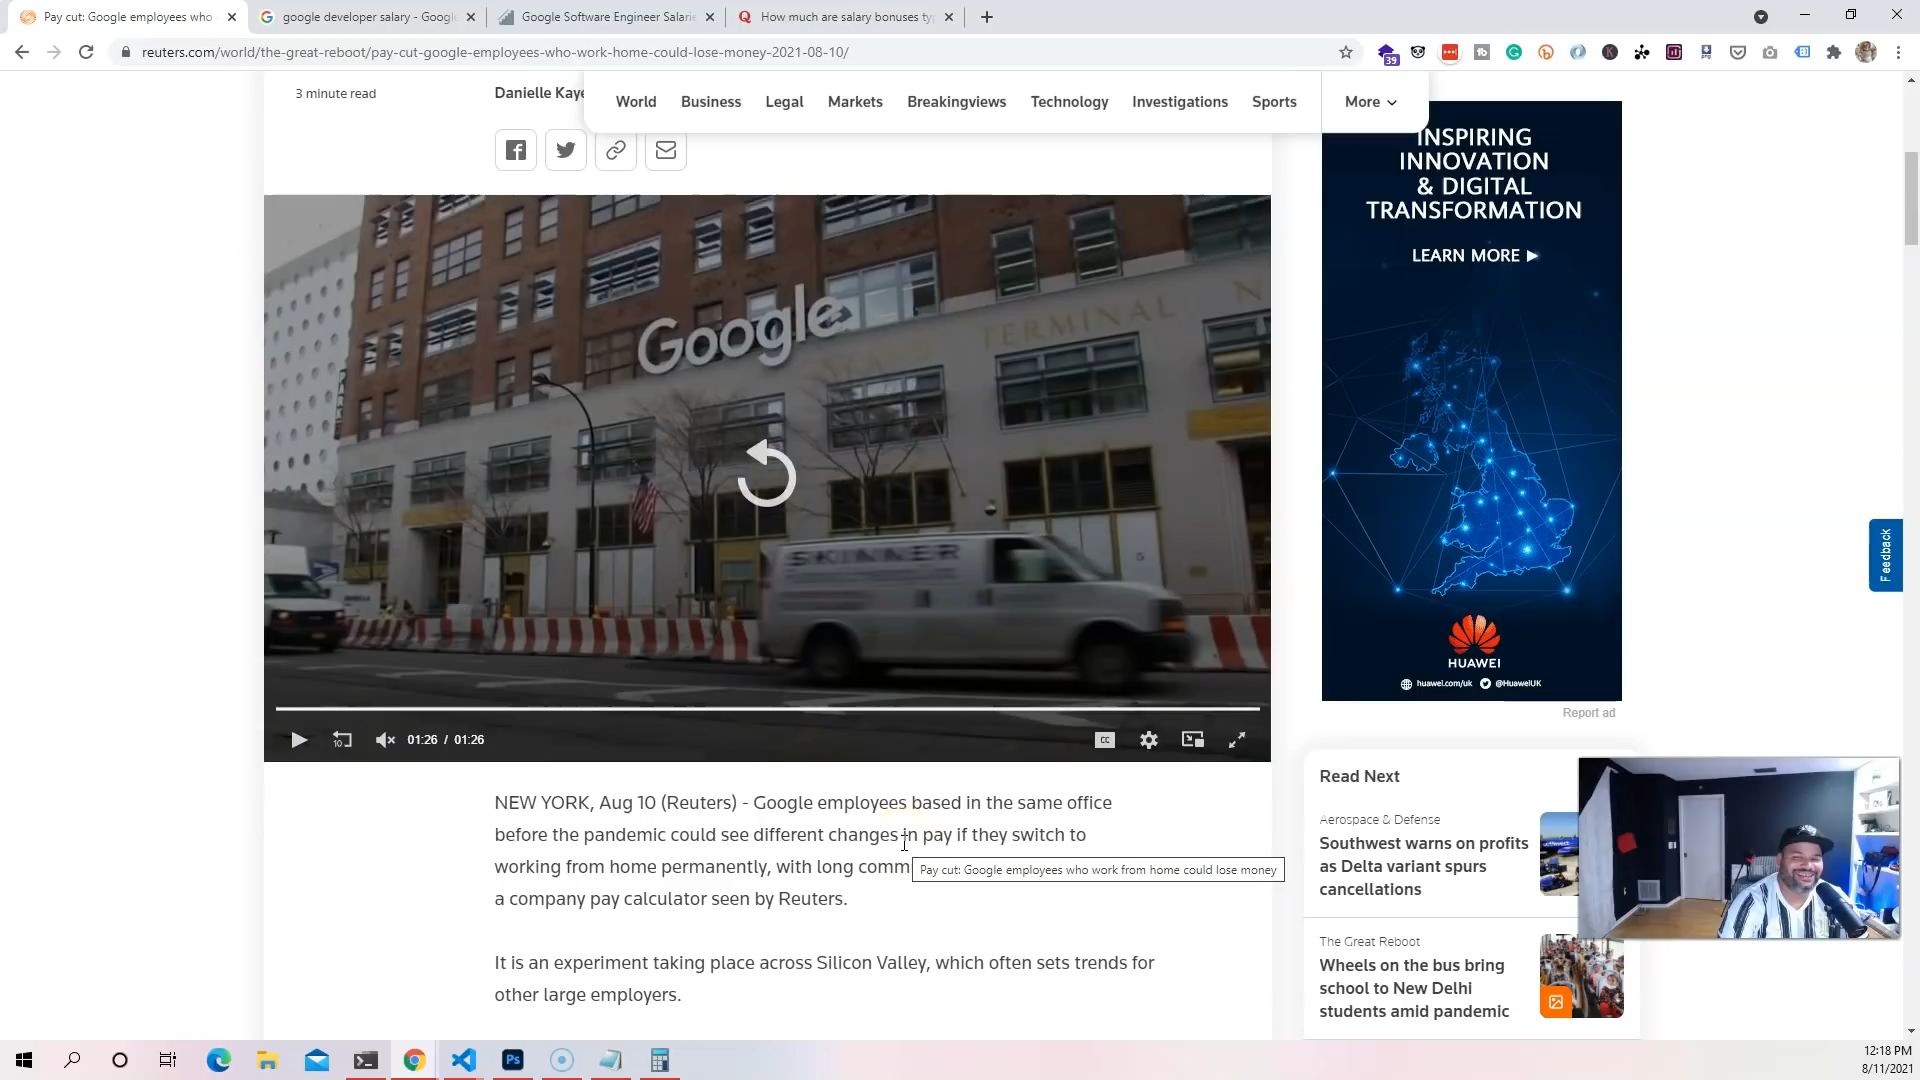 Pay cut: Google employees who
google developer salary - Google
Google Software Engineer Salarie
How much are salary bonuses ty
reuters.com/world/the-great-reboot/pay-cut-google-employees-who-work-home-could-lose-money-2021-08-10/
39
3 minute read
Danielle Kaye
World
Business
Legal
Markets
Breakingviews
Technology
Investigations
Sports
More
INSPIRING
INNOVATION
& DIGITAL
TRANSFORMATION
LEARN MORE
Google
TERMINAL
SKINNER
HUAWEI
huawei.com/uk @HuaweiUK
Report ad
Feedback
10
01:26 / 01:26
CC
NEW YORK, Aug 10 (Reuters) - Google employees based in the same office
before the pandemic could see different changes in pay if they switch to
working from home permanently, with long comm
a company pay calculator seen by Reuters.
Pay cut: Google employees who work from home could lose money
It is an experiment taking place across Silicon Valley, which often sets trends for
other large employers.
Read Next
Aerospace & Defense
Southwest warns on profits
as Delta variant spurs
cancellations
The Great Reboot
Wheels on the bus bring
school to New Delhi
students amid pandemic
Ps
12:18 PM
8/11/2021